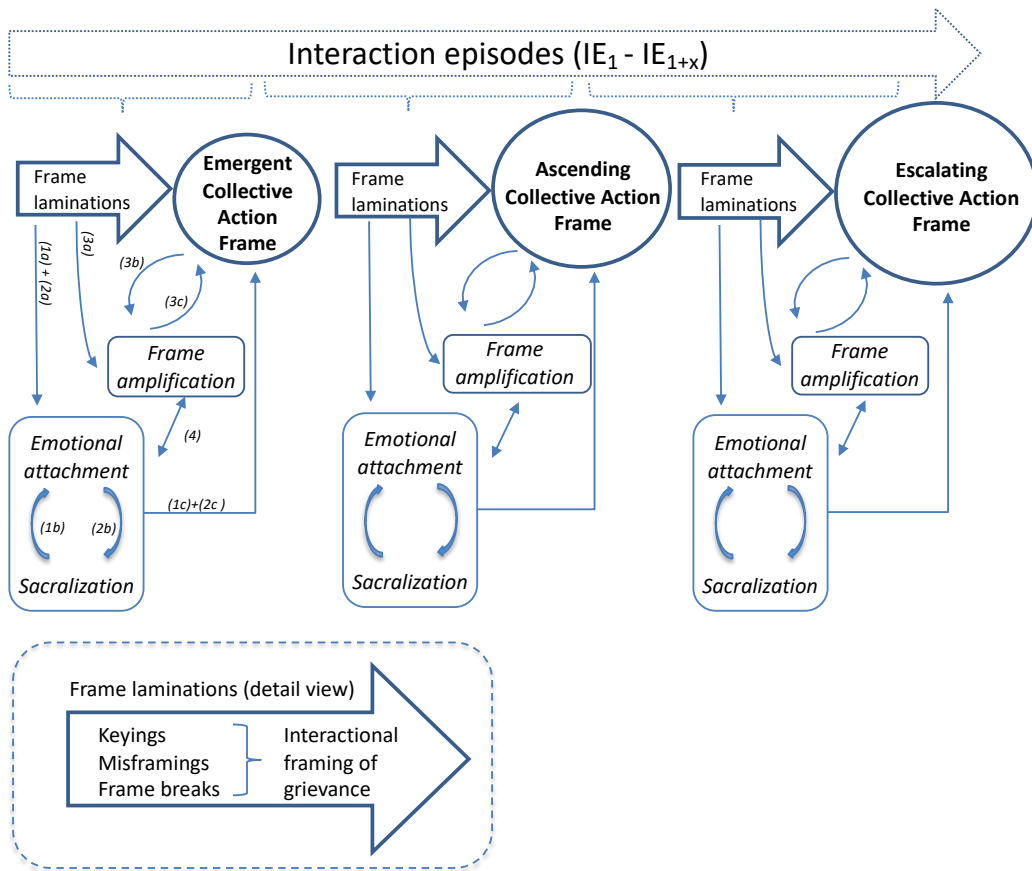 Interaction episodes (IE1 - IE1+x)
Frame
laminations
Emergent
Collective
Action
Frame
(1a) + (2a)
(3a)
(3b)
(3c)
Frame
amplification
(4)
Emotional
attachment
(1b)
(2b)
Sacralization
(1c)+(2c )
Frame
laminations
Ascending
Collective Action
Frame
Frame
amplification
Emotional
attachment
Sacralization
Frame
laminations
Escalating
Collective Action
Frame
Frame
amplification
Emotional
attachment
Sacralization
Frame laminations (detail view)
Keyings
Misframings
Frame breaks
Interactional
framing of
grievance